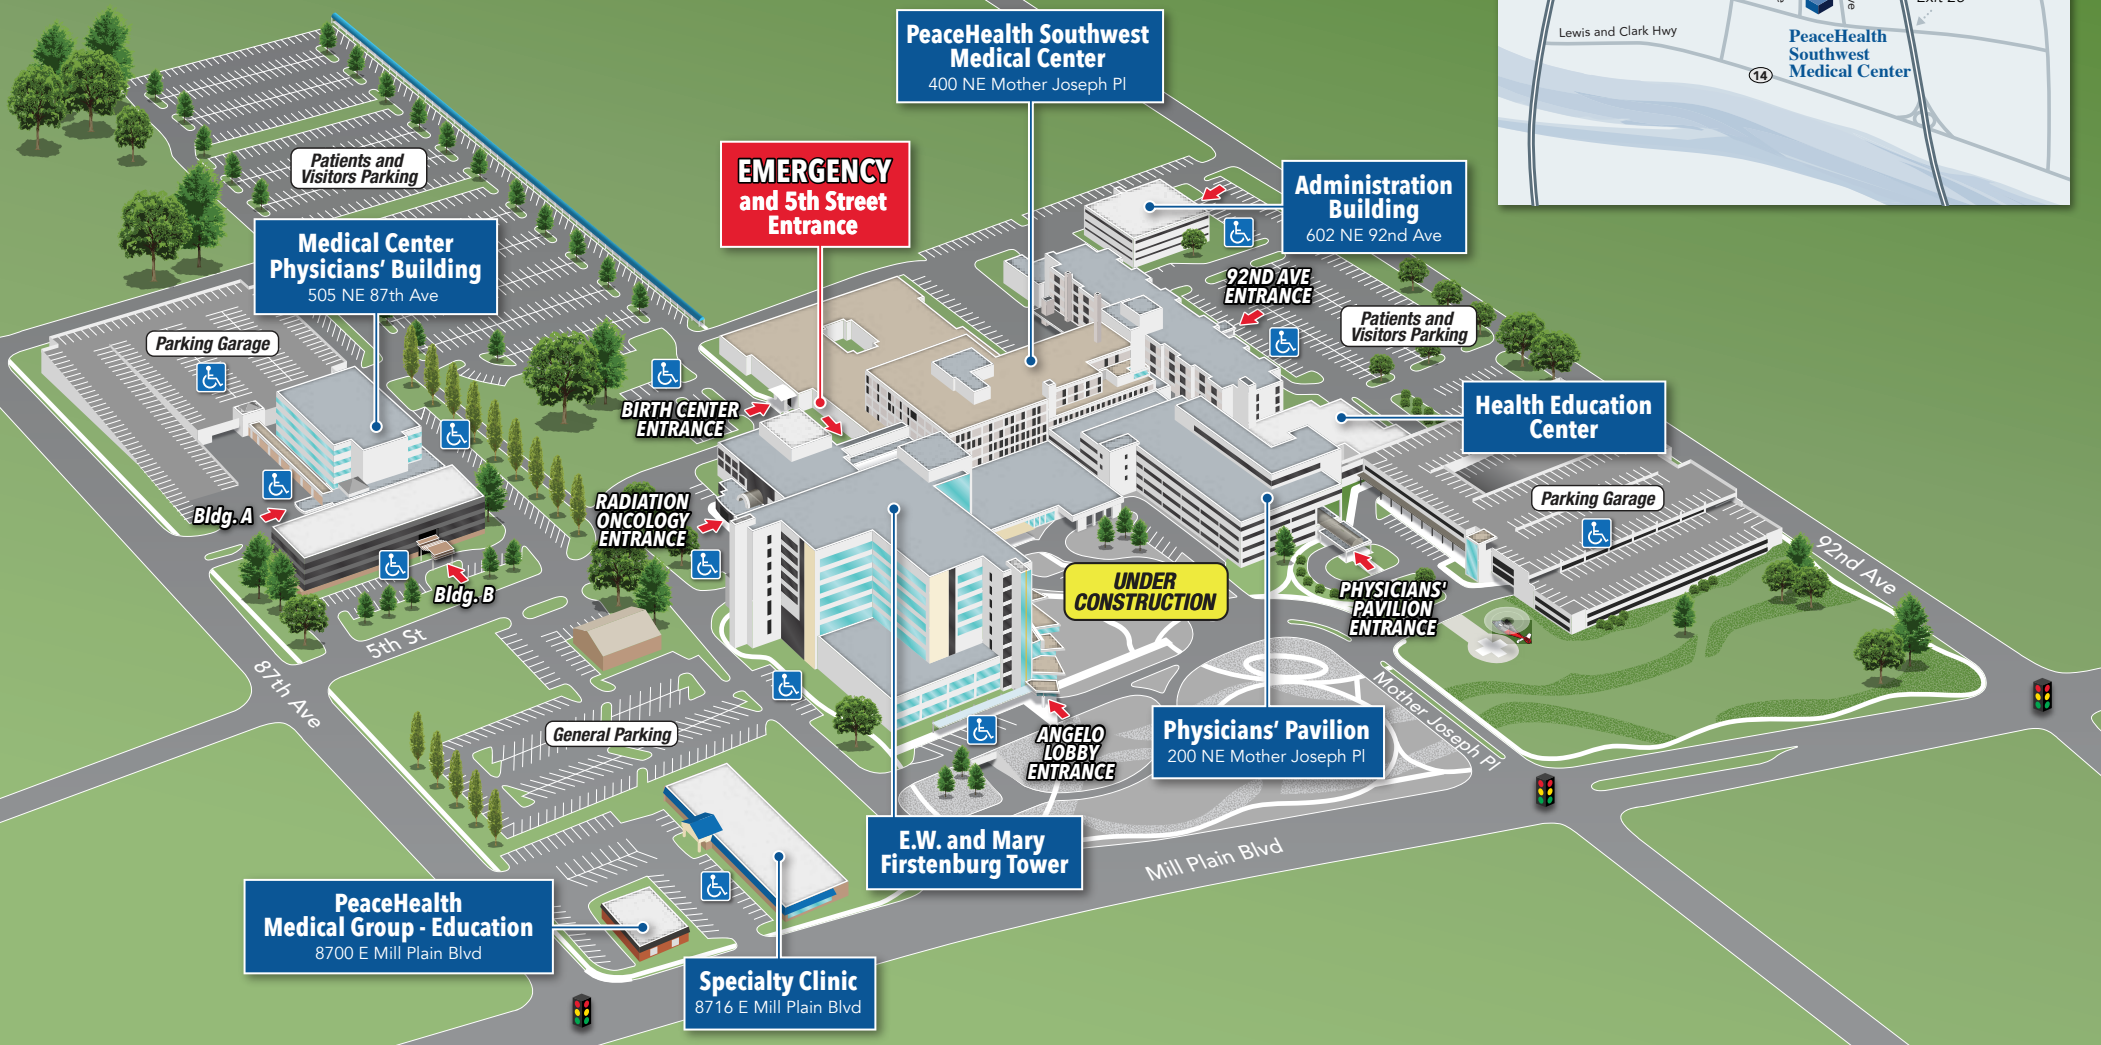 PeaceHealth Southwest
Medical Center
400 NE Mother Joseph Pl
Lewis and Clark Hwy
PeaceHealth
Southwest
Medical Center
14
Patients and
Visitors Parking
EMERGENCY
and 5th Street
Entrance
Administration
Building
602 NE 92nd Ave
Medical Center
Physicians' Building
505 NE 87th Ave
92ND AVE
ENTRANCE
Patients and
Visitors Parking
Parking Garage
BIRTH CENTER
ENTRANCE
Health Education
Center
RADIATION
ONCOLOGY
ENTRANCE
Parking Garage
Bldg. A
92nd Ave
UNDER
CONSTRUCTION
Bldg. B
PHYSICIANS'
PAVILION
ENTRANCE
5th St
87th Ave
Mother Joseph Pl
General Parking
ANGELO
LOBBY
ENTRANCE
Physicians' Pavilion
200 NE Mother Joseph Pl
E.W. and Mary
Firstenburg Tower
Mill Plain Blvd
PeaceHealth
Medical Group - Education
8700 E Mill Plain Blvd
Specialty Clinic
8716 E Mill Plain Blvd